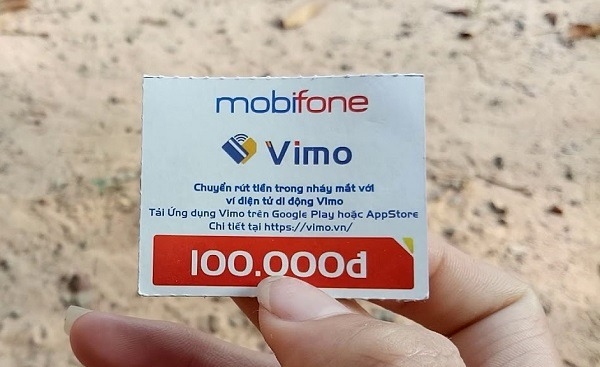 mobifone
Vimo
Chuyển rút tiền trong nháy mắt với
ví điện tử di động Vimo
Tải Ứng dụng Vimo trên Google Play hoặc AppStore
Chi tiết tại https://vimo.vn/
100.000đ